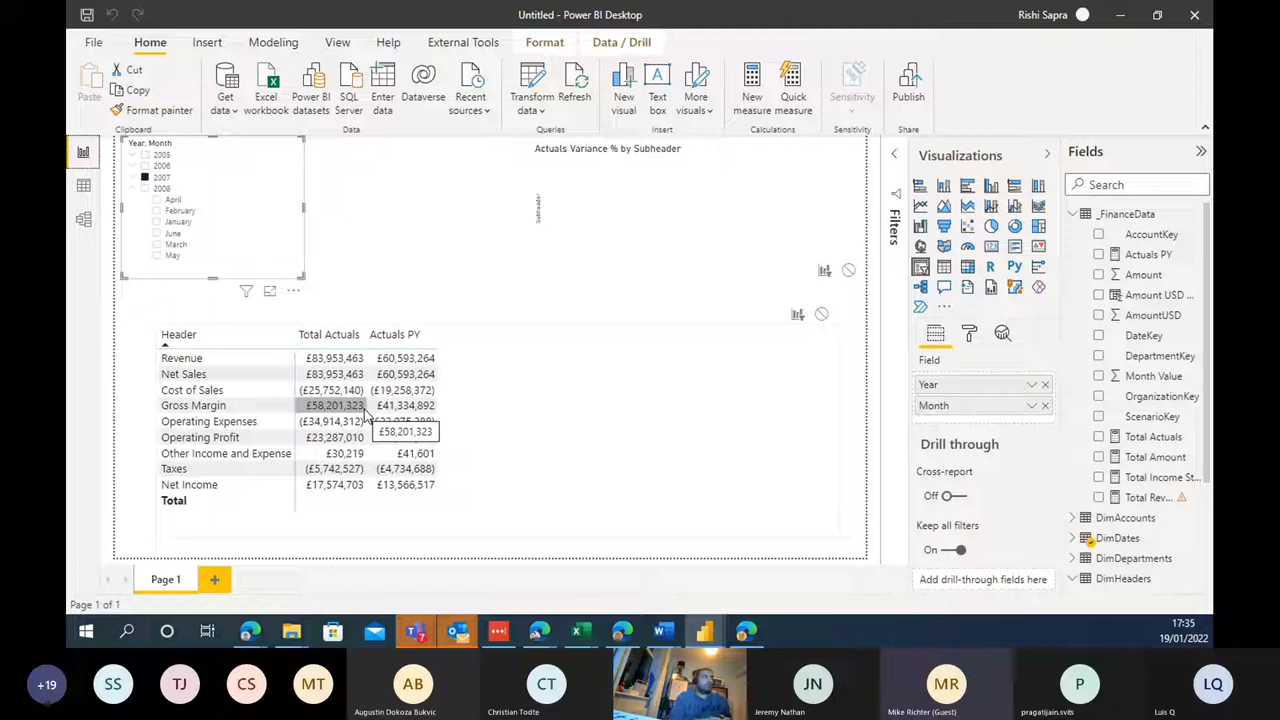 Untitled - Power BI Desktop
Rishi Sapra
File Home Insert Modeling View Help External Tools Format Data / Drill
Paste
Cut
Copy
Format painter
Clipboard
Get data
Excel workbook
Power BI datasets
SQL Server
Enter data
Dataverse
Recent sources
Data
Transform data
Refresh
Queries
New visual
Text box
More visuals
Insert
New measure
Quick measure
Calculations
Sensitivity
Sensitivity
Publish
Share
Year, Month
2005
2006
2007
2008
April
February
January
June
March
May
Actuals Variance % by Subheader
Subheader
Header Total Actuals Actuals PY
Revenue £83,953,463 £60,593,264
Net Sales £83,953,463 £60,593,264
Cost of Sales (£25,752,140) (£19,258,372)
Gross Margin £58,201,323 £41,334,892
Operating Expenses (£34,914,312)
£58,201,323
Operating Profit £23,287,010
Other Income and Expense £30,219 £41,601
Taxes (£5,742,527) (£4,734,688)
Net Income £17,574,703 £13,566,517
Total
Filters
Visualizations
R Py
Field
Year
Month
Drill through
Cross-report
Off
Keep all filters
On
Add drill-through fields here
Fields
Search
_FinanceData
AccountKey
Actuals PY
Amount
Amount USD ...
AmountUSD
DateKey
DepartmentKey
Month Value
OrganizationKey
ScenarioKey
Total Actuals
Total Amount
Total Income St...
Total Rev...
DimAccounts
DimDates
DimDepartments
DimHeaders
Page 1
Page 1 of 1
17:35
19/01/2022
+19 SS TJ CS MT AB CT JN MR P LQ
Augustin Dokoza Bukvic
Christian Todte
Jeremy Nathan
Mike Richter (Guest)
pragatijain.svits
Luis Q